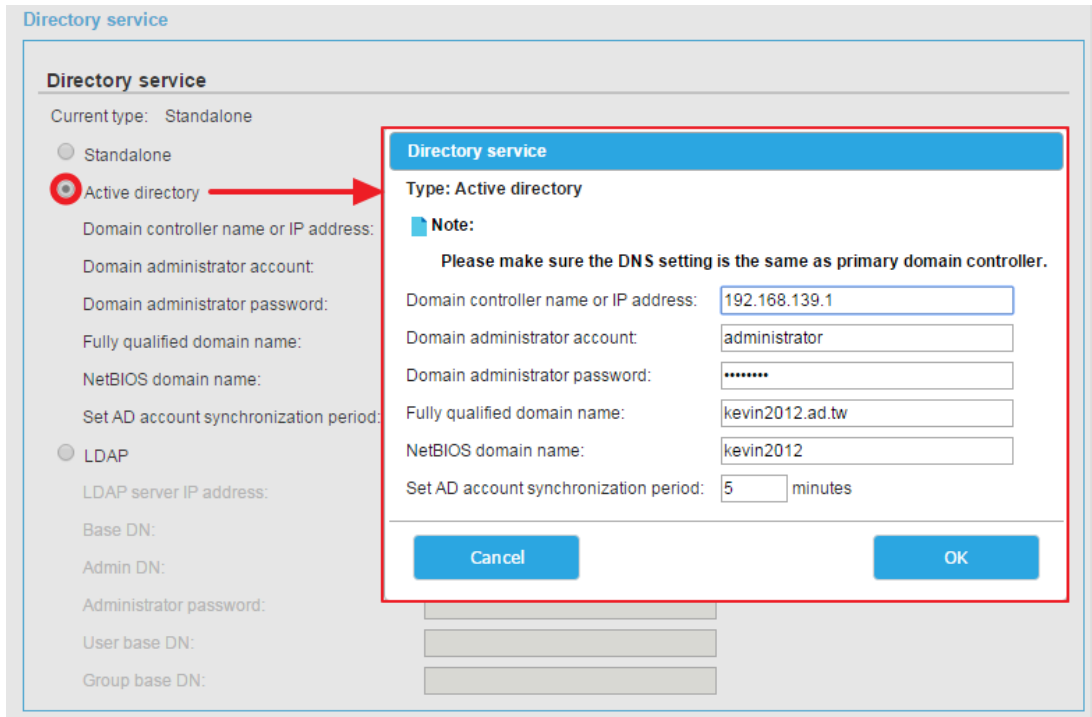 Directory service
Directory service
Current type: Standalone
Standalone
Active directory
Domain controller name or IP address:
Domain administrator account:
Domain administrator password:
Fully qualified domain name:
NetBIOS domain name:
Set AD account synchronization period:
LDAP
LDAP server IP address:
Base DN:
Admin DN:
Administrator password:
User base DN:
Group base DN:
Directory service
Type: Active directory
Note:
Please make sure the DNS setting is the same as primary domain controller.
Domain controller name or IP address: 192.168.139.1
Domain administrator account: administrator
Domain administrator password: ••••••••
Fully qualified domain name: kevin2012.ad.tw
NetBIOS domain name: kevin2012
Set AD account synchronization period: 5 minutes
Cancel OK